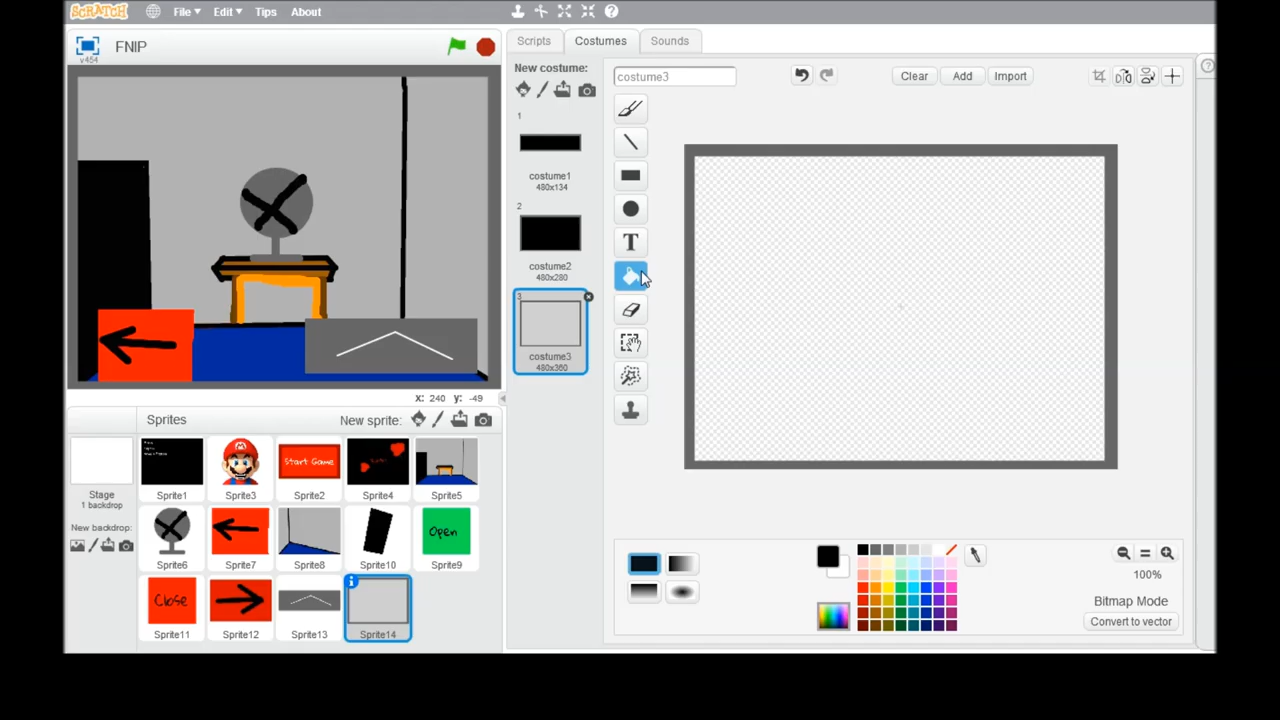 SCRATCH File Edit Tips About
v454 FNIP
Scripts Costumes Sounds
New costume:
costume3 Clear Add Import
1
costume1
480x134
2
costume2
480x280
3
costume3
480x360
T
x: 240 y: -49
Sprites New sprite:
Start Game
Sprite1 Sprite3 Sprite2 Sprite4 Sprite5
Stage
1 backdrop
New backdrop:
Open
Sprite6 Sprite7 Sprite8 Sprite10 Sprite9
Close
Sprite11 Sprite12 Sprite13 Sprite14
100%
Bitmap Mode
Convert to vector